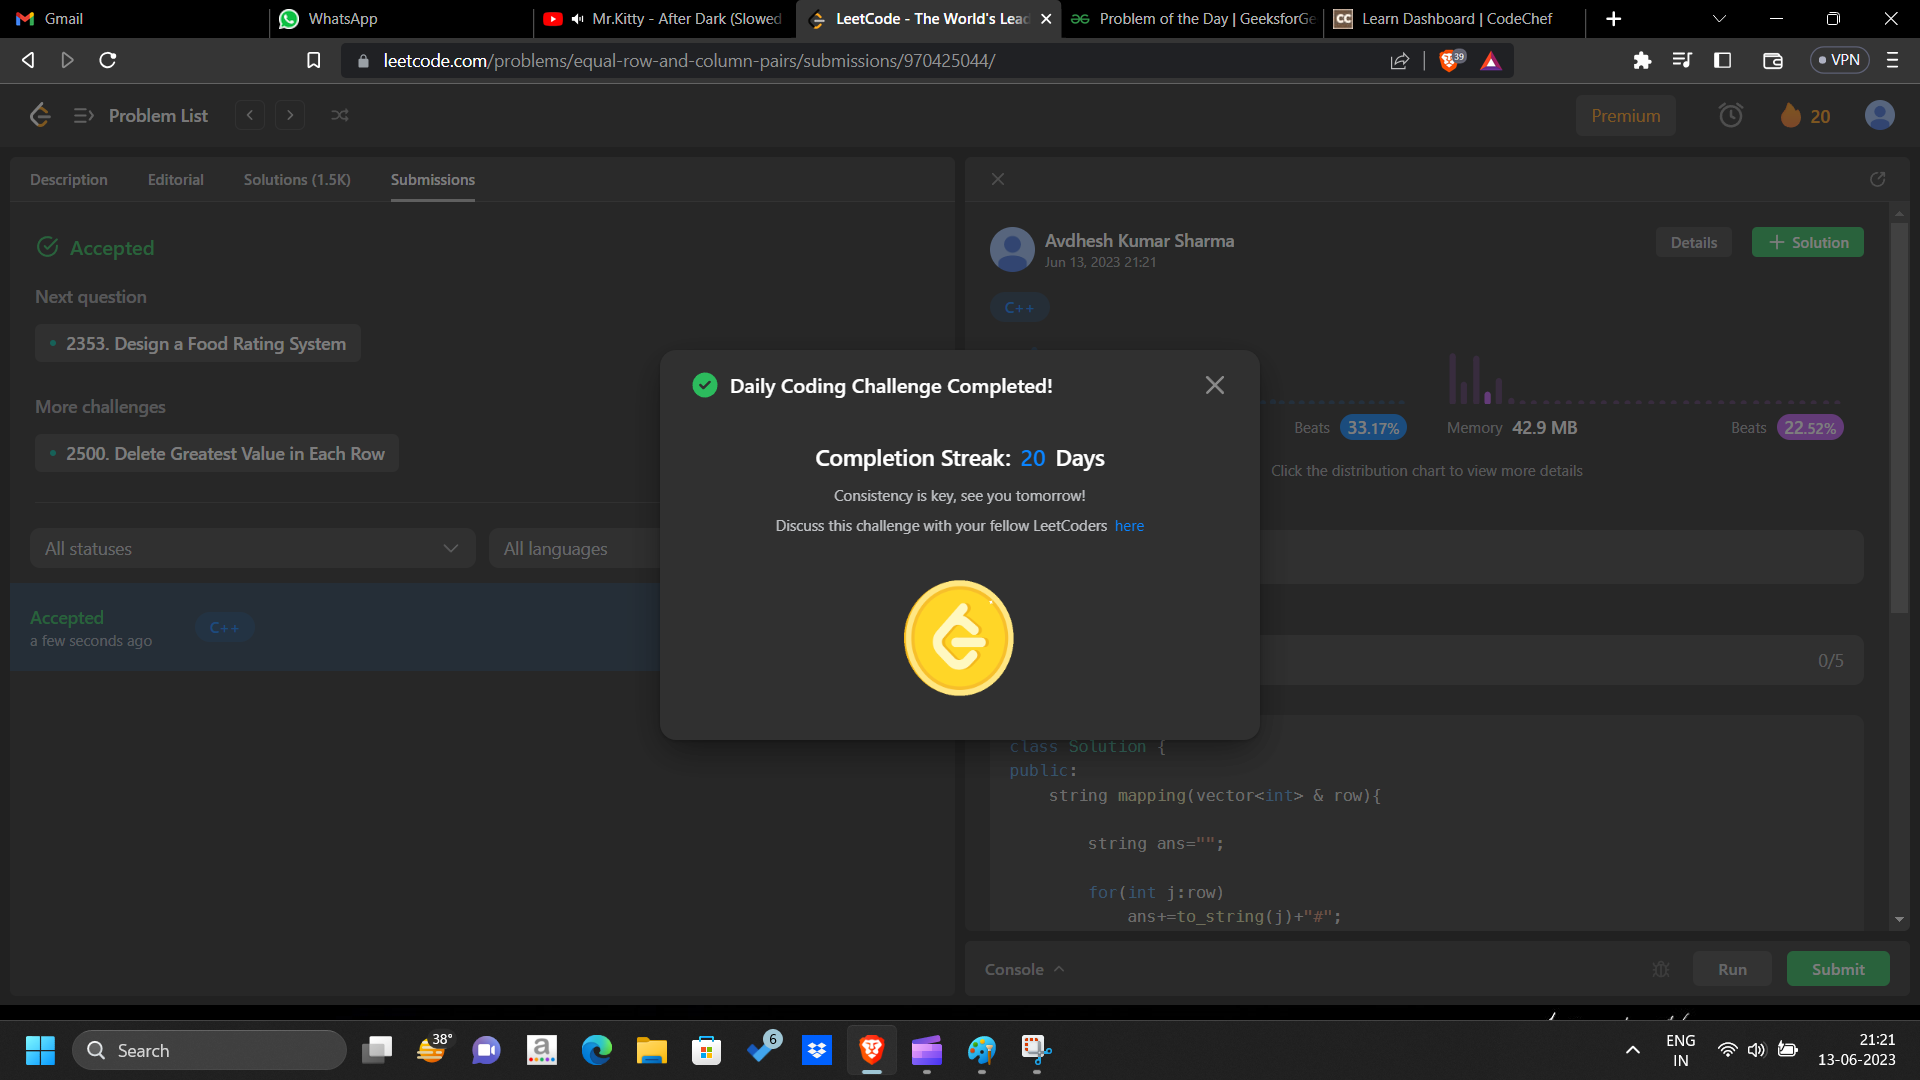 Gmail
WhatsApp
Mr.Kitty - After Dark (Slowed
LeetCode - The World's Lead
Problem of the Day | GeeksforGe
CC
Learn Dashboard | CodeChef
leetcode.com/problems/equal-row-and-column-pairs/submissions/970425044/
39
VPN
Problem List
Premium
20
Description
Editorial
Solutions (1.5K)
Submissions
Accepted
Next question
2353. Design a Food Rating System
More challenges
2500. Delete Greatest Value in Each Row
All statuses
All languages
Accepted
a few seconds ago
C++
Avdhesh Kumar Sharma
Jun 13, 2023 21:21
Details
Solution
C++
Beats 33.17%
Memory 42.9 MB
Beats 22.52%
Click the distribution chart to view more details
Daily Coding Challenge Completed!
Completion Streak: 20 Days
Consistency is key, see you tomorrow!
Discuss this challenge with your fellow LeetCoders here
0/5
class Solution {
public:
string mapping(vector<int> & row){
string ans="";
for(int j:row)
ans+=to_string(j)+"#";
Console
Run
Submit
Search
38°
a
6
ENG
IN
21:21
13-06-2023